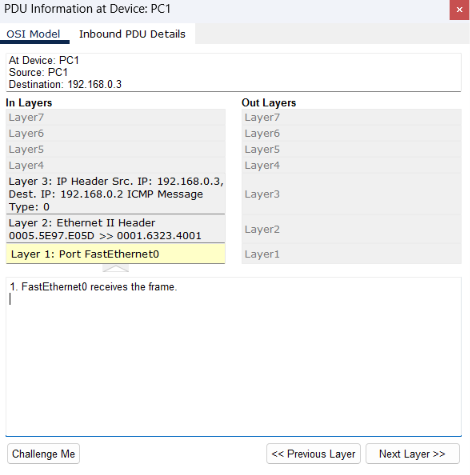 PDU Information at Device: PC1
×
OSI Model
Inbound PDU Details
At Device: PC1
Source: PC1
Destination: 192.168.0.3
In Layers
Layer7
Layer6
Layer5
Layer4
Layer 3: IP Header Src. IP: 192.168.0.3,
Dest. IP: 192.168.0.2 ICMP Message
Type: 0
Layer 2: Ethernet II Header
0005.5E97.E05D >> 0001.6323.4001
Layer 1: Port FastEthernet0
Out Layers
Layer7
Layer6
Layer5
Layer4
Layer3
Layer2
Layer1
1. FastEthernet0 receives the frame.
Challenge Me
<< Previous Layer
Next Layer >>